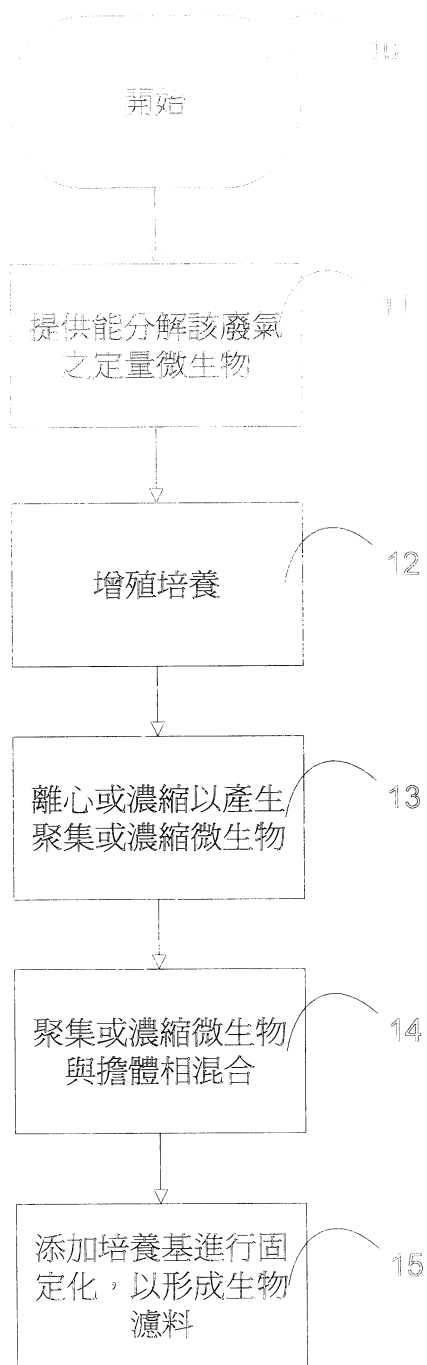 10
開始
11
提供能分解該廢氣
之定量微生物
12
增殖培養
13
離心或濃縮以產生
聚集或濃縮微生物
14
聚集或濃縮微生物
與擔體相混合
15
添加培養基進行固
定化，以形成生物
濾料